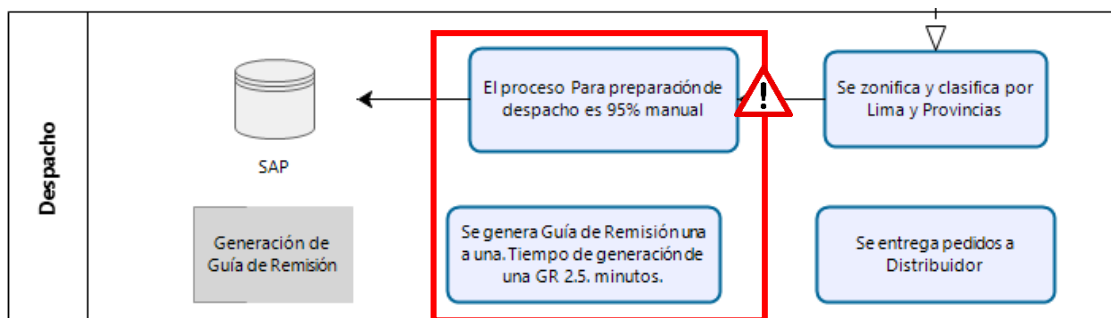 Despacho
SAP
El proceso Para preparación de
despacho es 95% manual
!
Se zonifica y clasifica por
Lima y Provincias
Generación de
Guía de Remisión
Se genera Guía de Remisión una
a una. Tiempo de generación de
una GR 2.5. minutos.
Se entrega pedidos a
Distribuidor